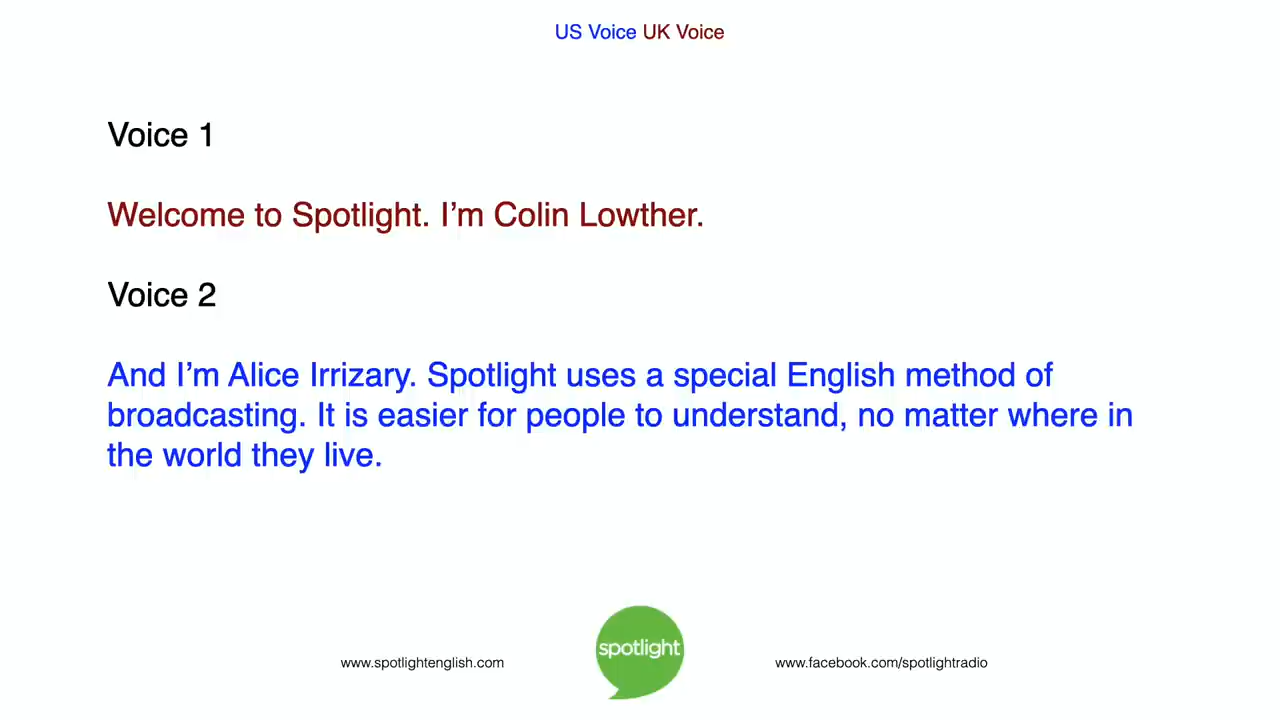 US Voice UK Voice
Voice 1
Welcome to Spotlight. I’m Colin Lowther.
Voice 2
And I’m Alice Irrizary. Spotlight uses a special English method of
broadcasting. It is easier for people to understand, no matter where in
the world they live.
www.spotlightenglish.com
spotlight
www.facebook.com/spotlightradio